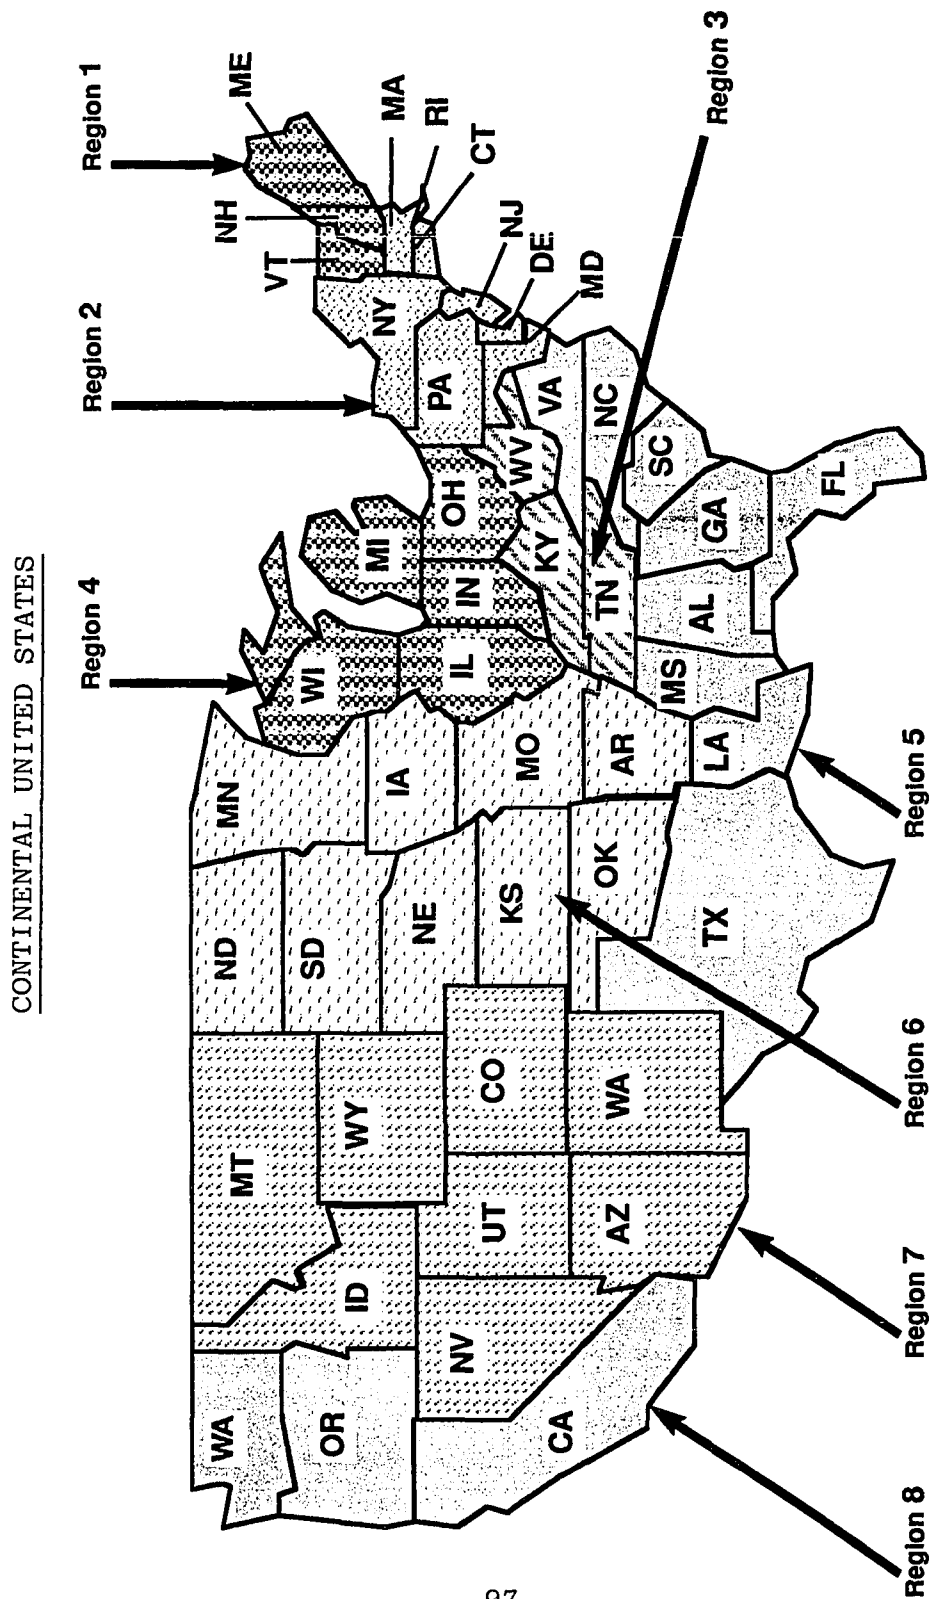 CONTINENTAL UNITED STATES
Region 1
Region 2
Region 4
ME
NH
VT
MA
RI
CT
NJ
DE
MD
Region 3
WA
MT
ND
MN
WI
MI
NY
OR
ID
WY
SD
IA
IL
IN
OH
PA
NV
UT
CO
NE
KS
MO
KY
WV
VA
CA
AZ
WA
OK
AR
TN
NC
SC
TX
LA
MS
AL
GA
FL
Region 8
Region 7
Region 6
Region 5